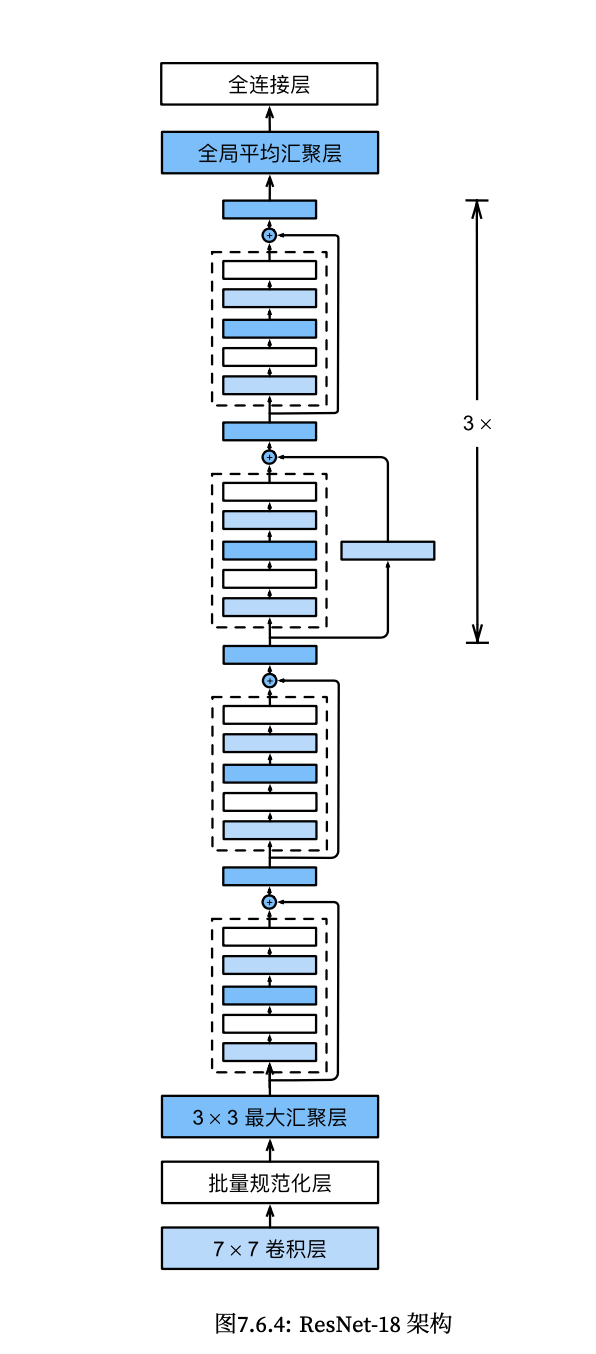 全连接层
全局平均汇聚层
3 ×
3 × 3 最大汇聚层
批量规范化层
7 × 7 卷积层
图7.6.4: ResNet-18 架构